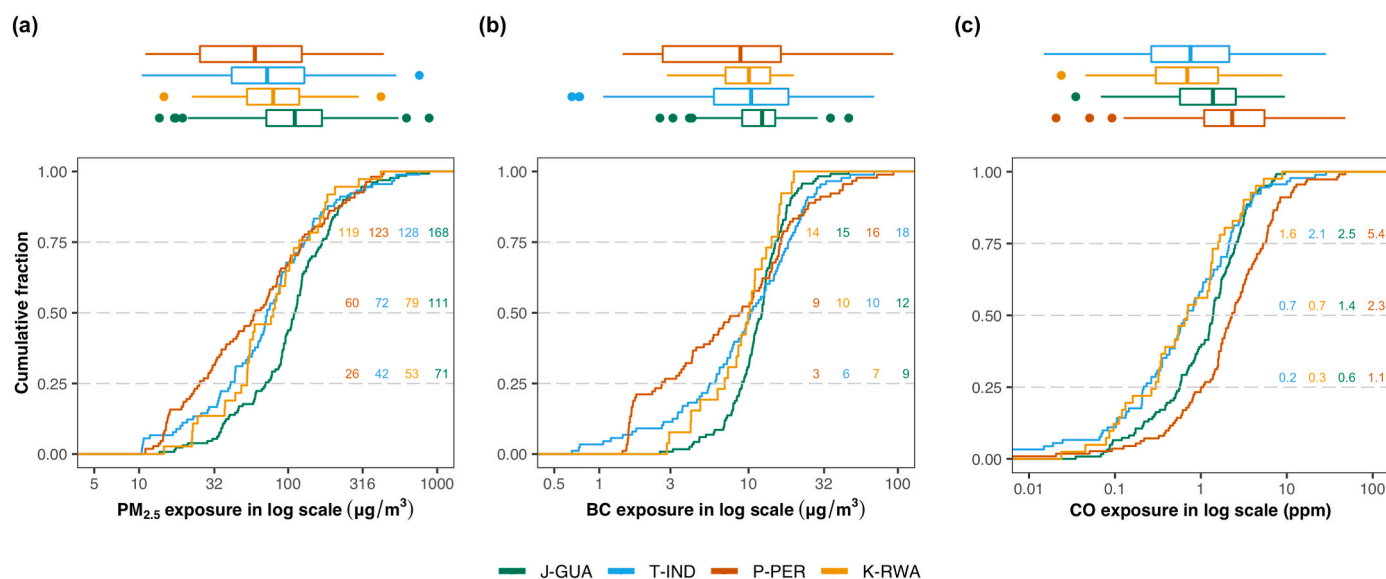 (a)
(b)
(c)
Cumulative fraction
1.00
0.75
0.50
0.25
0.00
119 123 128 168
60 72 79 111
26 42 53 71
5 10 32 100 316 1000
PM2.5 exposure in log scale (µg/m³)
1.00
0.75
0.50
0.25
0.00
14 15 16 18
9 10 10 12
3 6 7 9
0.5 1 3 10 32 100
BC exposure in log scale (µg/m³)
1.00
0.75
0.50
0.25
0.00
1.6 2.1 2.5 5.4
0.7 0.7 1.4 2.3
0.2 0.3 0.6 1.1
0.01 0.1 1 10 100
CO exposure in log scale (ppm)
J-GUA T-IND P-PER K-RWA